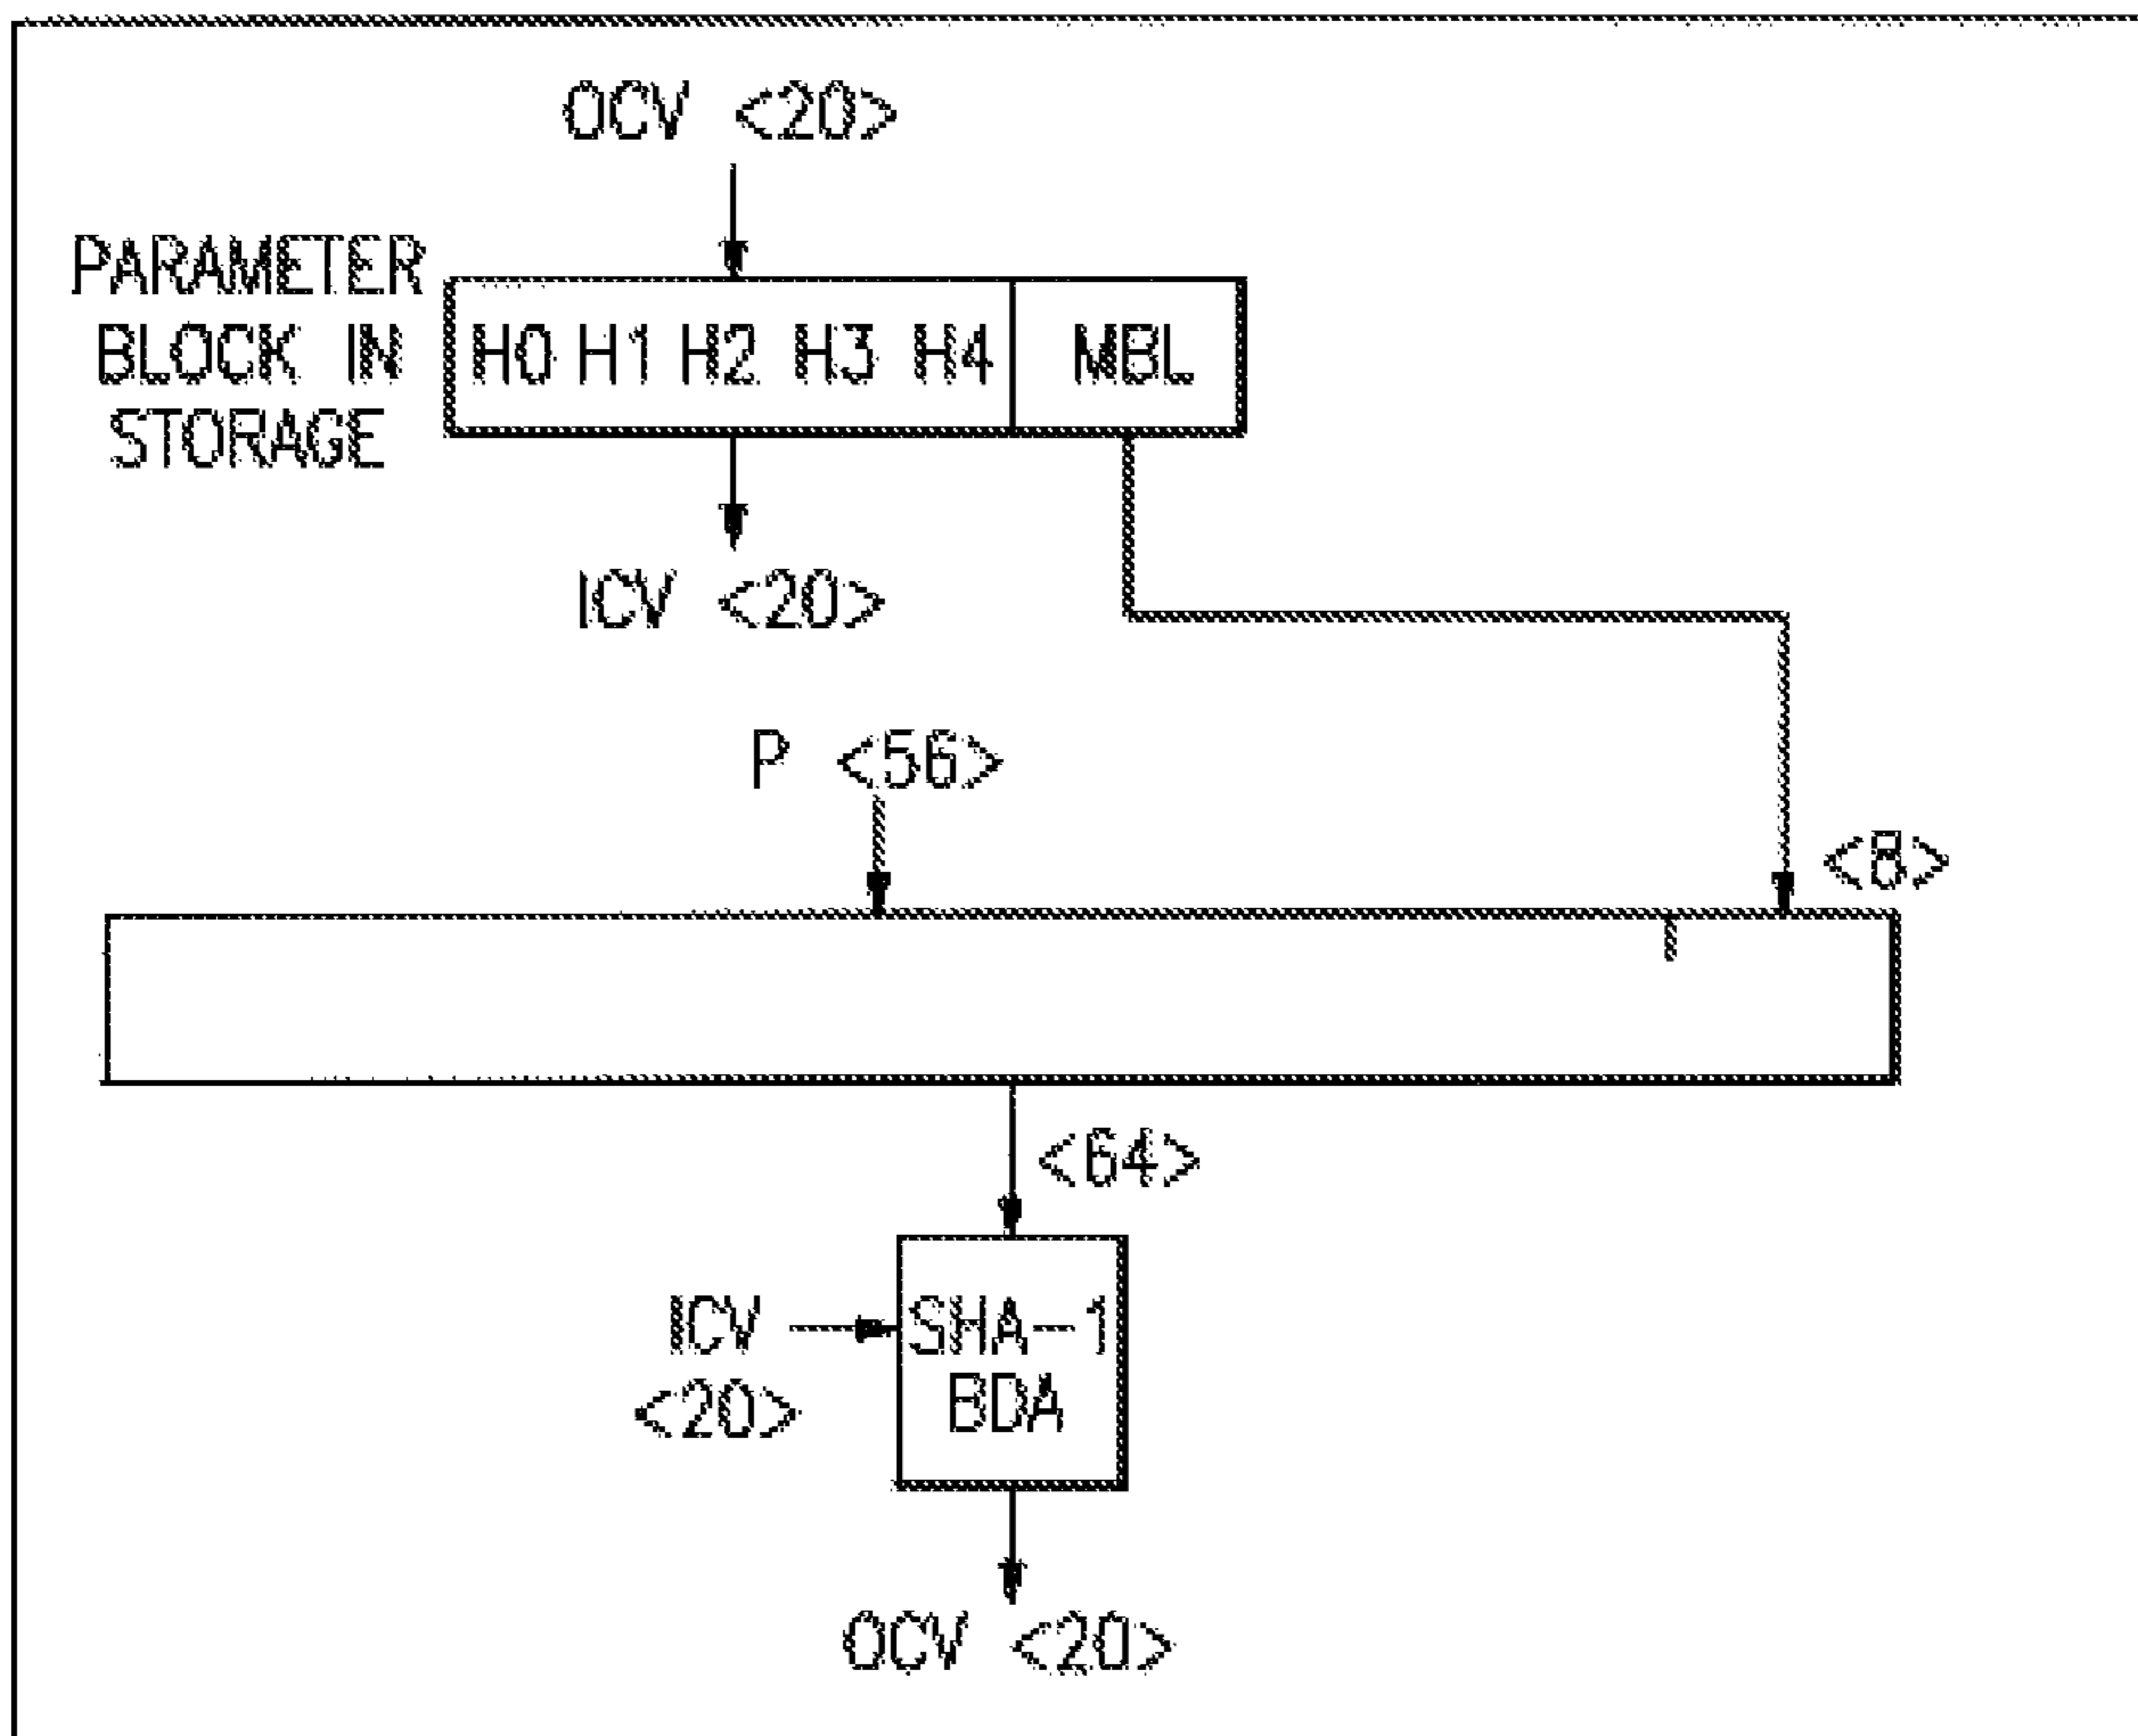 OCV <20>
PARAMETER
BLOCK IN
STORAGE
H0 H1 H2 H3 H4 MBL
ICV <20>
P <56>
<8>
<64>
ICV
<20>
SHA-1
BDA
OCV <20>